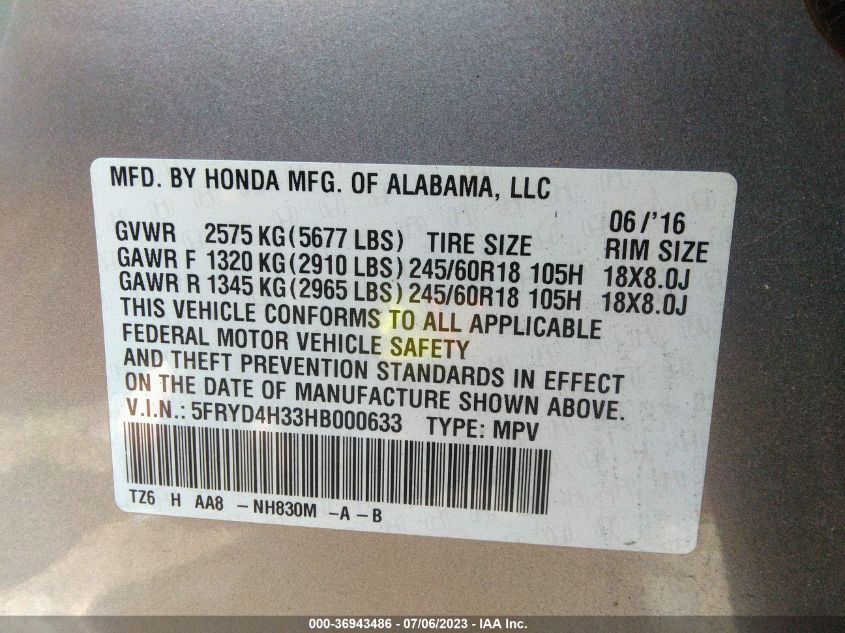 MFD. BY HONDA MFG. OF ALABAMA, LLC
06/'16
GVWR 2575 KG(5677 LBS) TIRE SIZE RIM SIZE
GAWR F 1320 KG(2910 LBS) 245/60R18 105H 18X8.0J
GAWR R 1345 KG(2965 LBS) 245/60R18 105H 18X8.0J
THIS VEHICLE CONFORMS TO ALL APPLICABLE
FEDERAL MOTOR VEHICLE SAFETY
AND THEFT PREVENTION STANDARDS IN EFFECT
ON THE DATE OF MANUFACTURE SHOWN ABOVE.
V.I.N.: 5FRYD4H33HB000633 TYPE: MPV
TZ6 H AA8 -NH830M -A-B
000-36943486 - 07/06/2023 - IAA Inc.